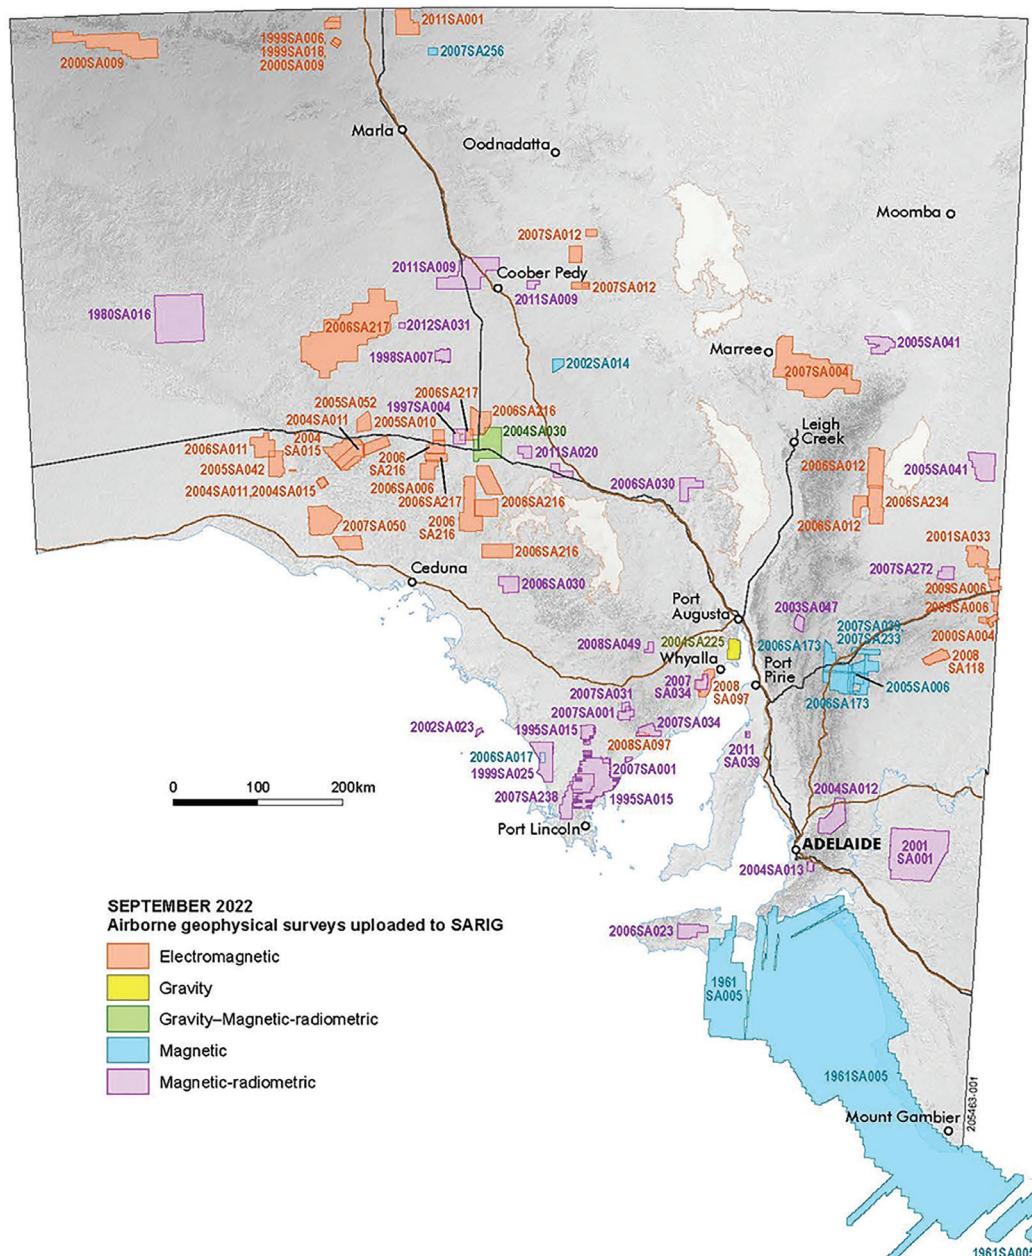 2011SA001
1999SA006,
1999SA018,
2000SA009
2000SA009
2007SA256
Marla
Oodnadatta
Moomba
2007SA012
2011SA009
Coober Pedy
2007SA012
2011SA009
1980SA016
2006SA217
2012SA031
1998SA007
2002SA014
Marree
2005SA041
2007SA004
2006SA217
2005SA052
1997SA004
2006SA216
2004SA011
2005SA010
2004SA030
2004
SA015
Leigh
Creek
2006SA011
2006
SA216
2011SA020
2005SA042
2006SA012
2005SA041
2004SA011,2004SA015
2006SA006
2006SA030
2006SA217
2006SA216
2006SA234
2007SA050
2006
SA216
2006SA012
2001SA033
2006SA216
2007SA272
Ceduna
2006SA030
2009SA006
Port
Augusta
2003SA047
2009SA006
2007SA039
2007SA233
2000SA004
2008SA049
2004SA225
2006SA173
2008
SA118
Whyalla
Port
Pirie
2005SA006
2007
SA034
2008
SA097
2006SA173
2007SA031
2007SA001
2007SA034
2002SA023
1995SA015
2008SA097
2011
SA039
2006SA017
1999SA025
2007SA001
2007SA238
1995SA015
0 100 200km
Port Lincoln
2004SA012
ADELAIDE
2001
SA001
2004SA013
SEPTEMBER 2022
Airborne geophysical surveys uploaded to SARIG
Electromagnetic
Gravity
Gravity–Magnetic-radiometric
Magnetic
Magnetic-radiometric
2006SA023
1961
SA005
1961SA005
Mount Gambier
205463-001
1961SA005